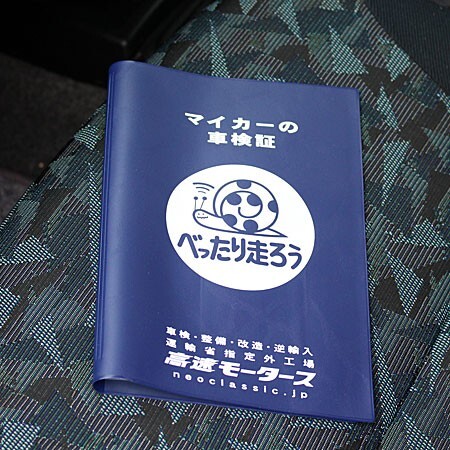 マイカーの
車検証
べったり走ろう
車検・整備・改造・逆輸入
運輸省指定外工場
高速モータース
neoclassic.jp